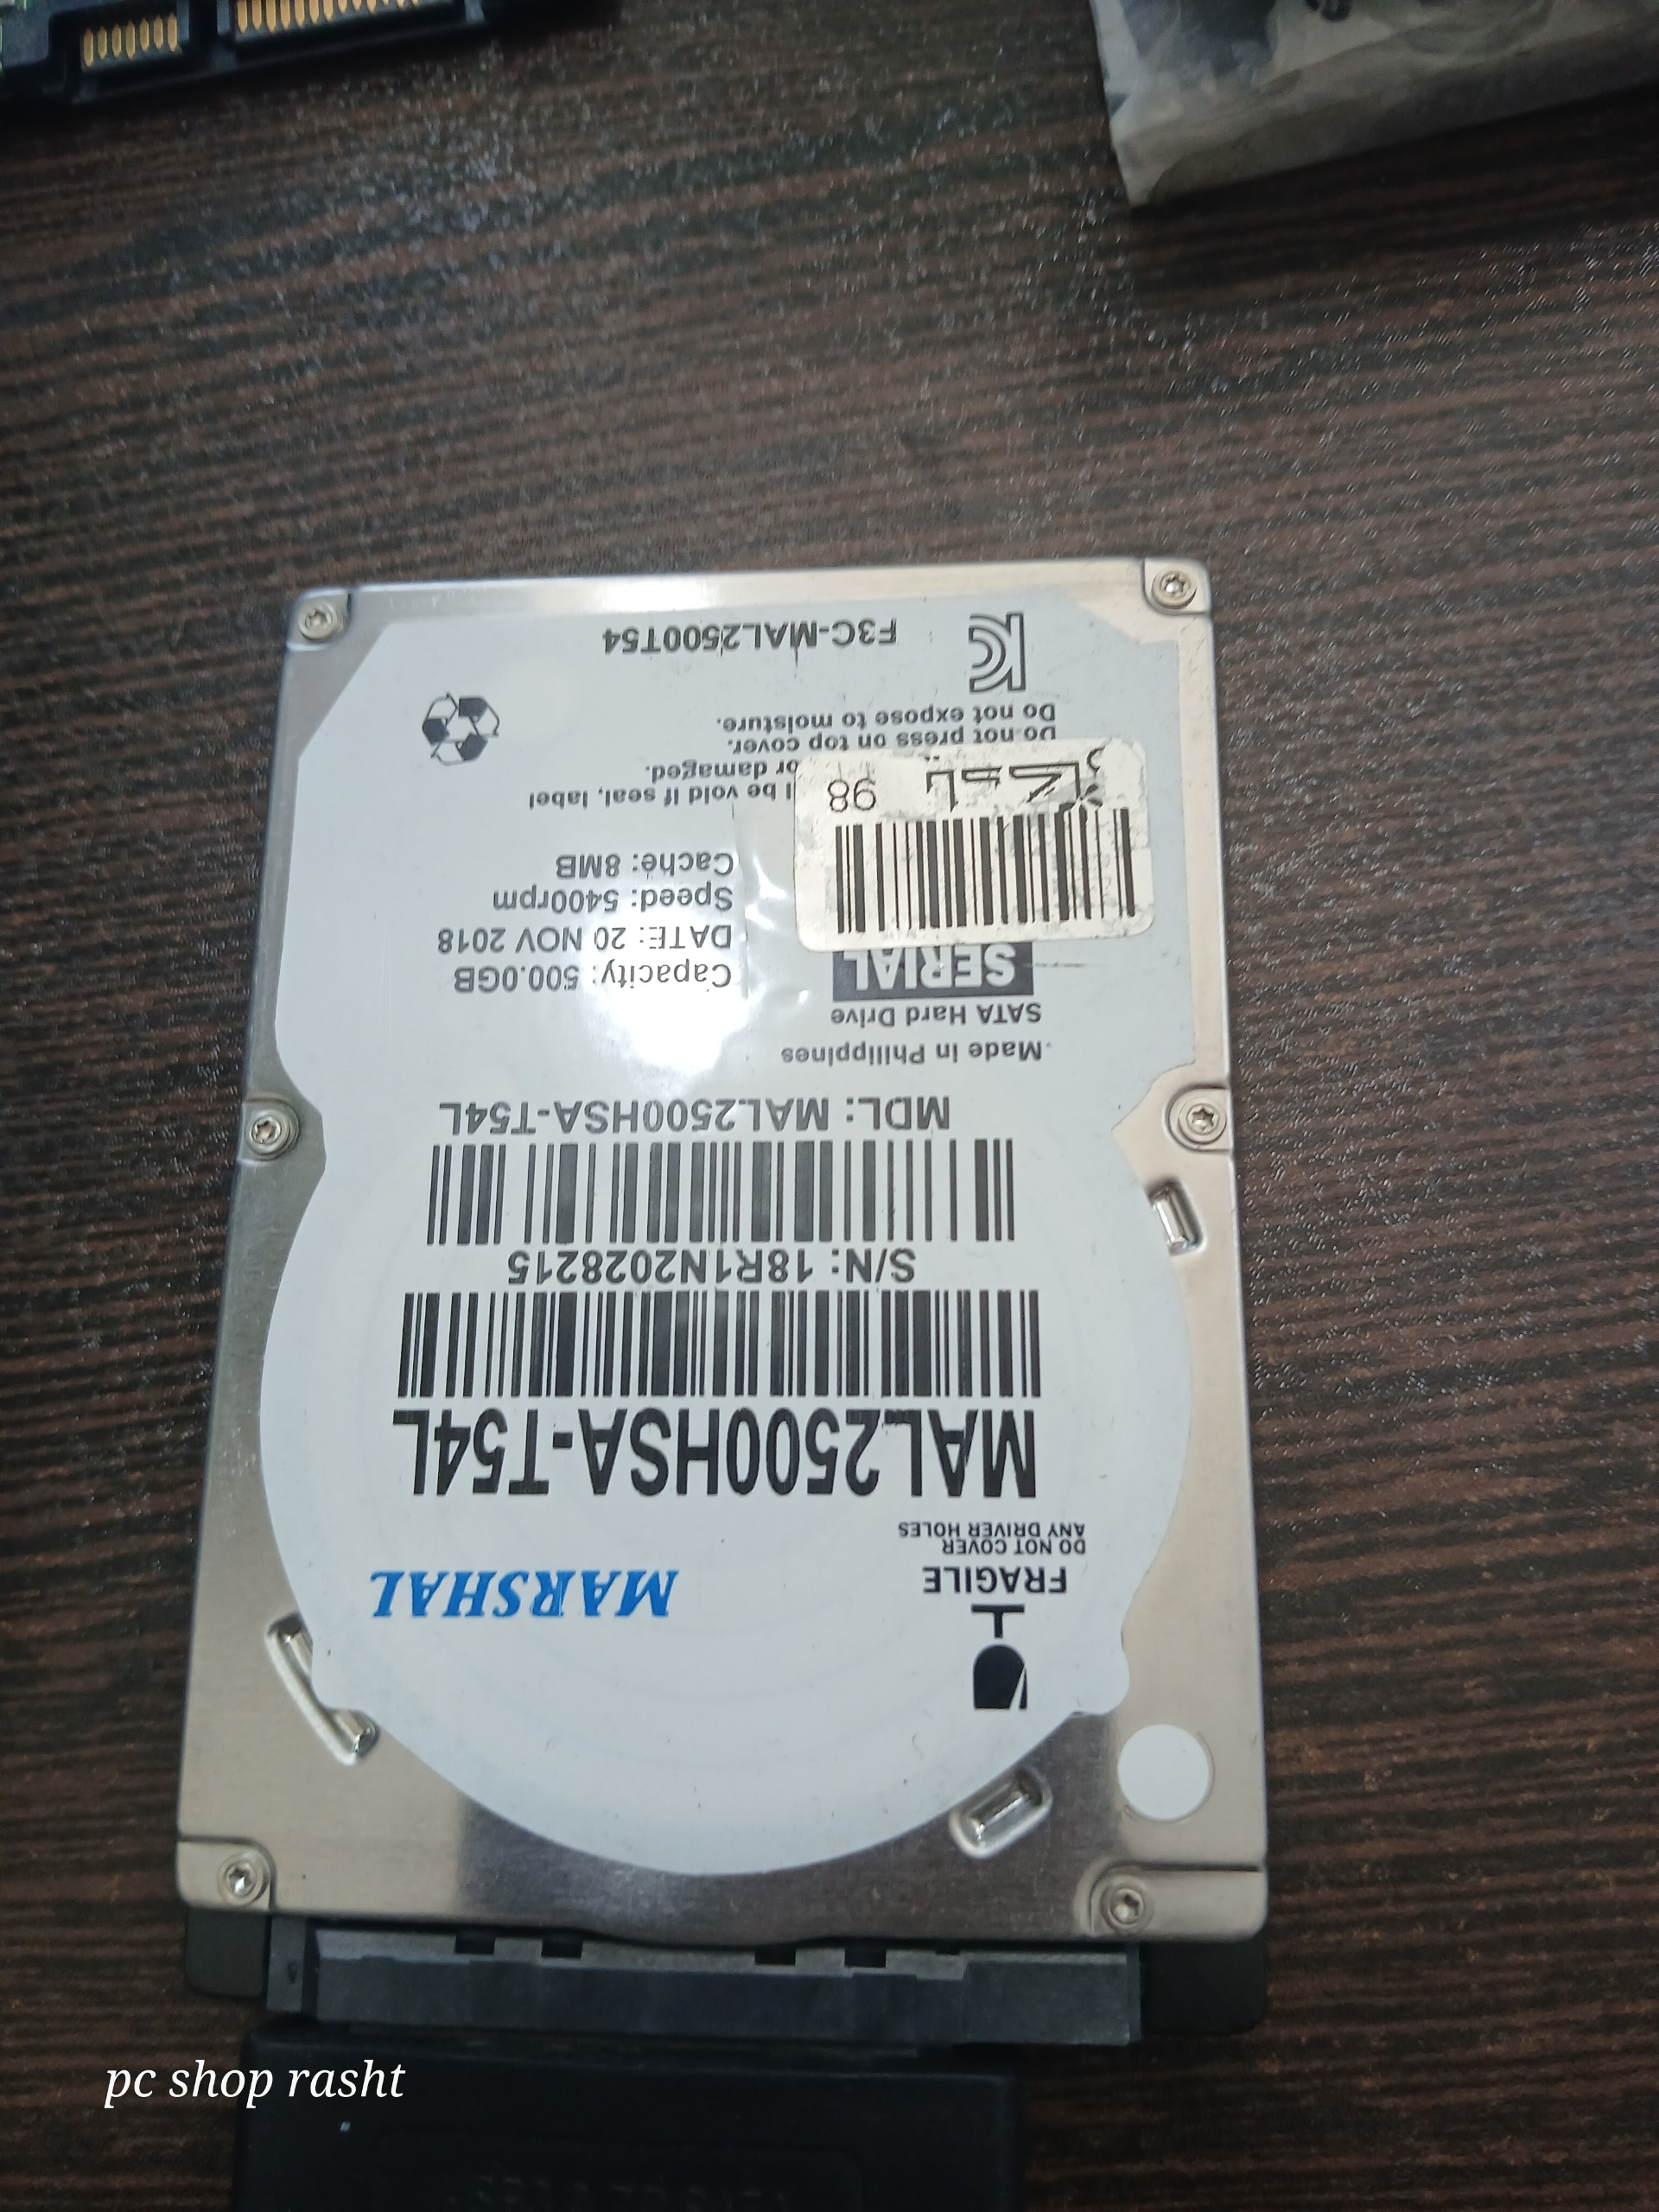 MARSHAL
FRAGILE
DO NOT COVER
ANY DRIVER HOLES
MAL2500HSA-T54L
S/N: 18R1N2028215
MDL: MAL2500HSA-T54L
Made in Philippines
SATA Hard Drive
SERIAL
Capacity: 500.0GB
DATE: 20 NOV 2018
Speed: 5400rpm
Cache: 8MB
98
be void if seal, label
or damaged.
Do not press on top cover.
Do not expose to moisture.
F3C-MAL2500T54
pc shop rasht